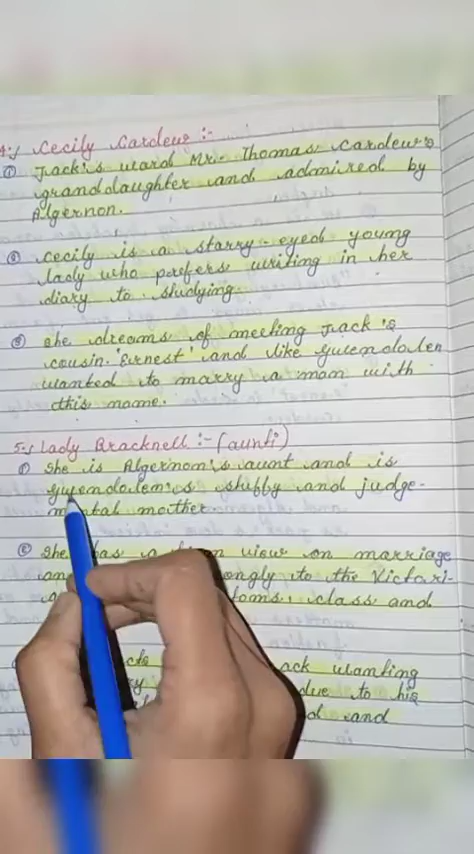 4:) Cecily Cardew :-
① Jack's ward Mr. Thomas Cardew's
granddaughter and admired by
Algernon.
② Cecily is a starry-eyed young
lady who prefers writing in her
diary to studying.
③ she dreams of meeting Jack's
cousin. 'Ernest' and like Gwendolen
wanted to marry a man with
this name.
5:) Lady Bracknell :- (aunti)
① She is Algernon's aunt and is
Gwendolen's stuffy and judge-
mental mother
② She has a view on marriage
to the Victori-
class and
ack wanting
due to his
and